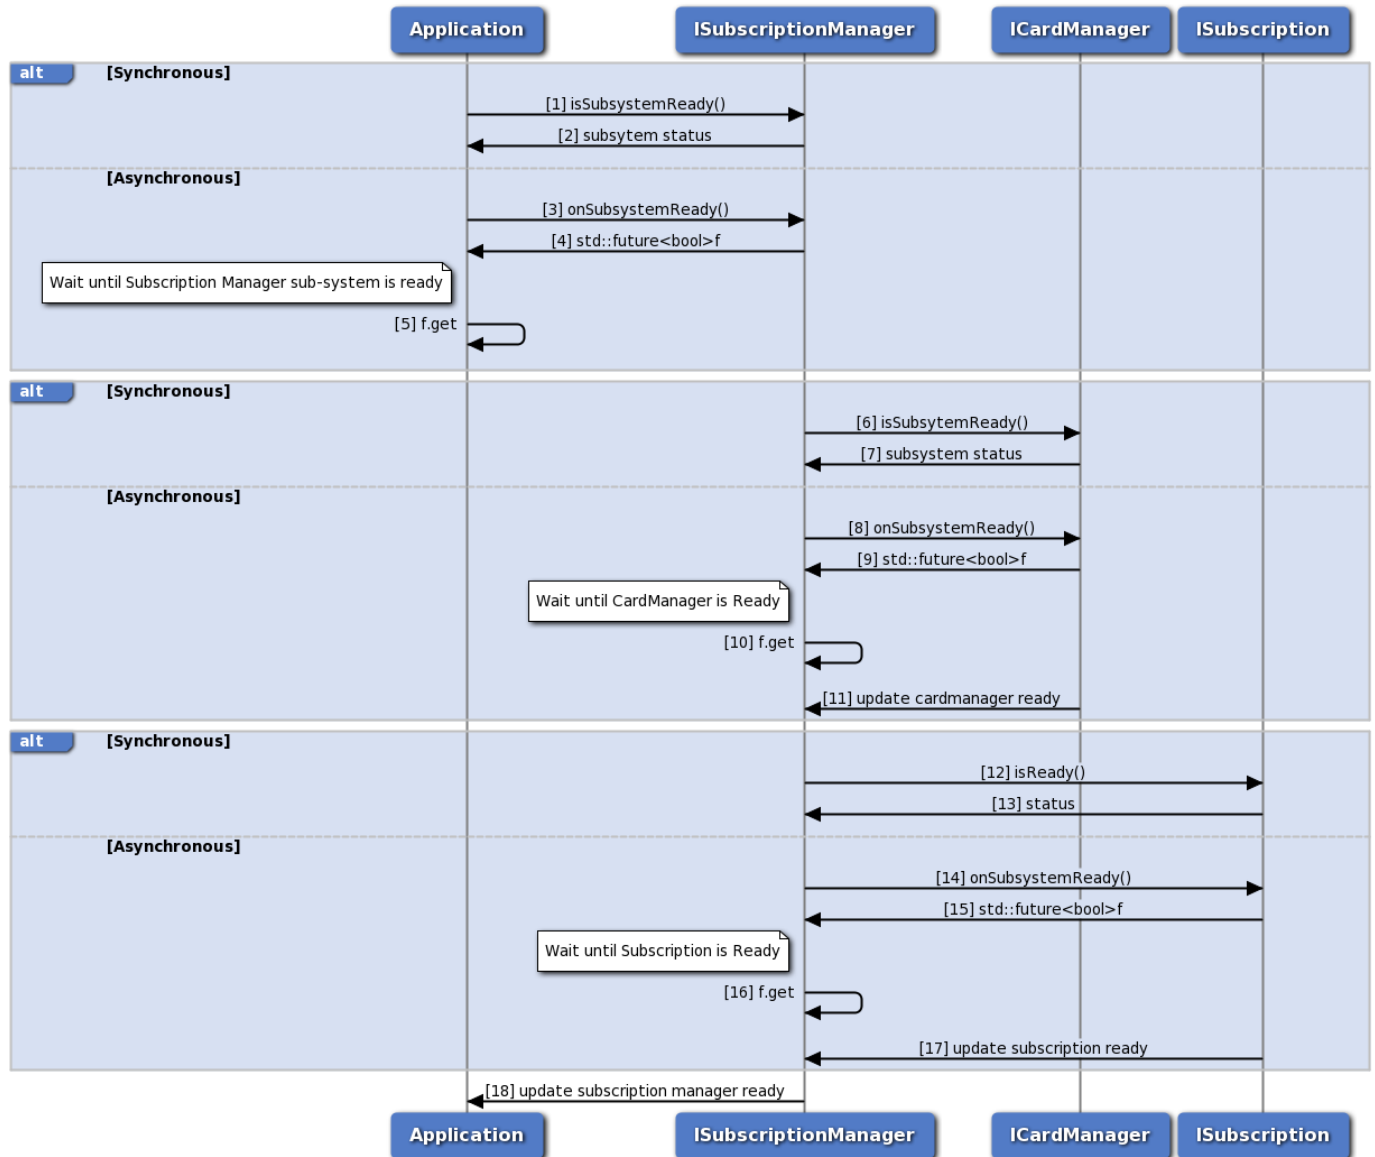 Application
ISubscriptionManager
ICardManager
ISubscription
alt
[Synchronous]
[1] isSubsystemReady()
[2] subsytem status
[Asynchronous]
[3] onSubsystemReady()
[4] std::future<bool>f
Wait until Subscription Manager sub-system is ready
[5] f.get
alt
[Synchronous]
[6] isSubsytemReady()
[7] subsystem status
[Asynchronous]
[8] onSubsystemReady()
[9] std::future<bool>f
Wait until CardManager is Ready
[10] f.get
[11] update cardmanager ready
alt
[Synchronous]
[12] isReady()
[13] status
[Asynchronous]
[14] onSubsystemReady()
[15] std::future<bool>f
Wait until Subscription is Ready
[16] f.get
[17] update subscription ready
[18] update subscription manager ready
Application
ISubscriptionManager
ICardManager
ISubscription